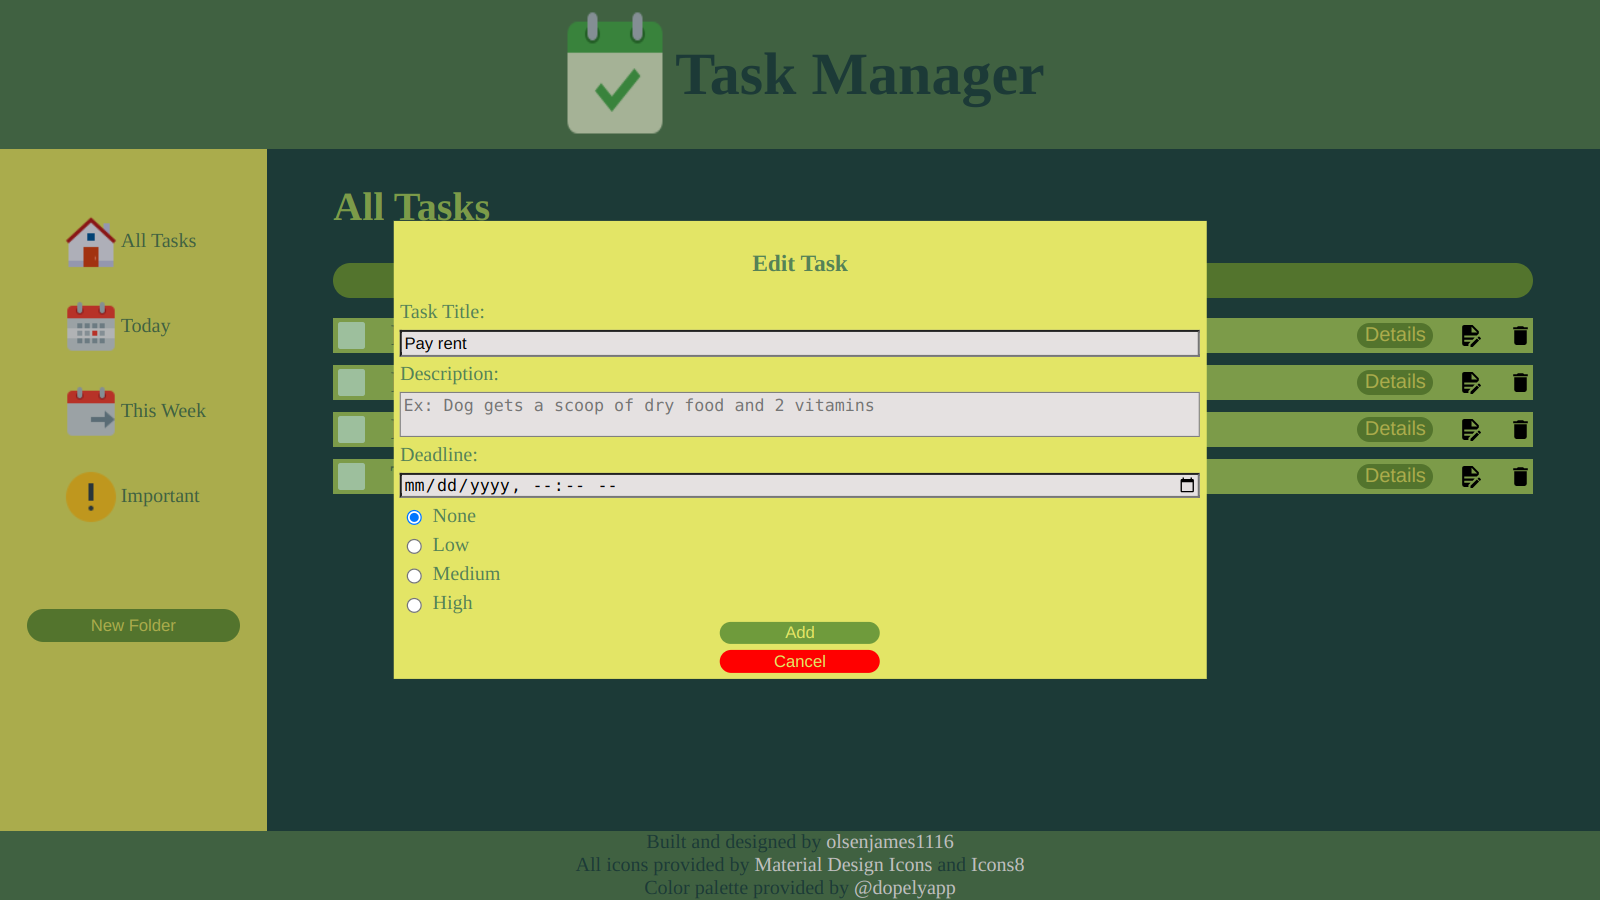 Task Manager
All Tasks
Today
This Week
Important
New Folder
All Tasks
Edit Task
Task Title:
Pay rent
Description:
Ex: Dog gets a scoop of dry food and 2 vitamins
Deadline:
mm/dd/yyyy, --:-- --
None
Low
Medium
High
Add
Cancel
Details
Details
Details
Details
Built and designed by olsenjames1116
All icons provided by Material Design Icons and Icons8
Color palette provided by @dopelyapp